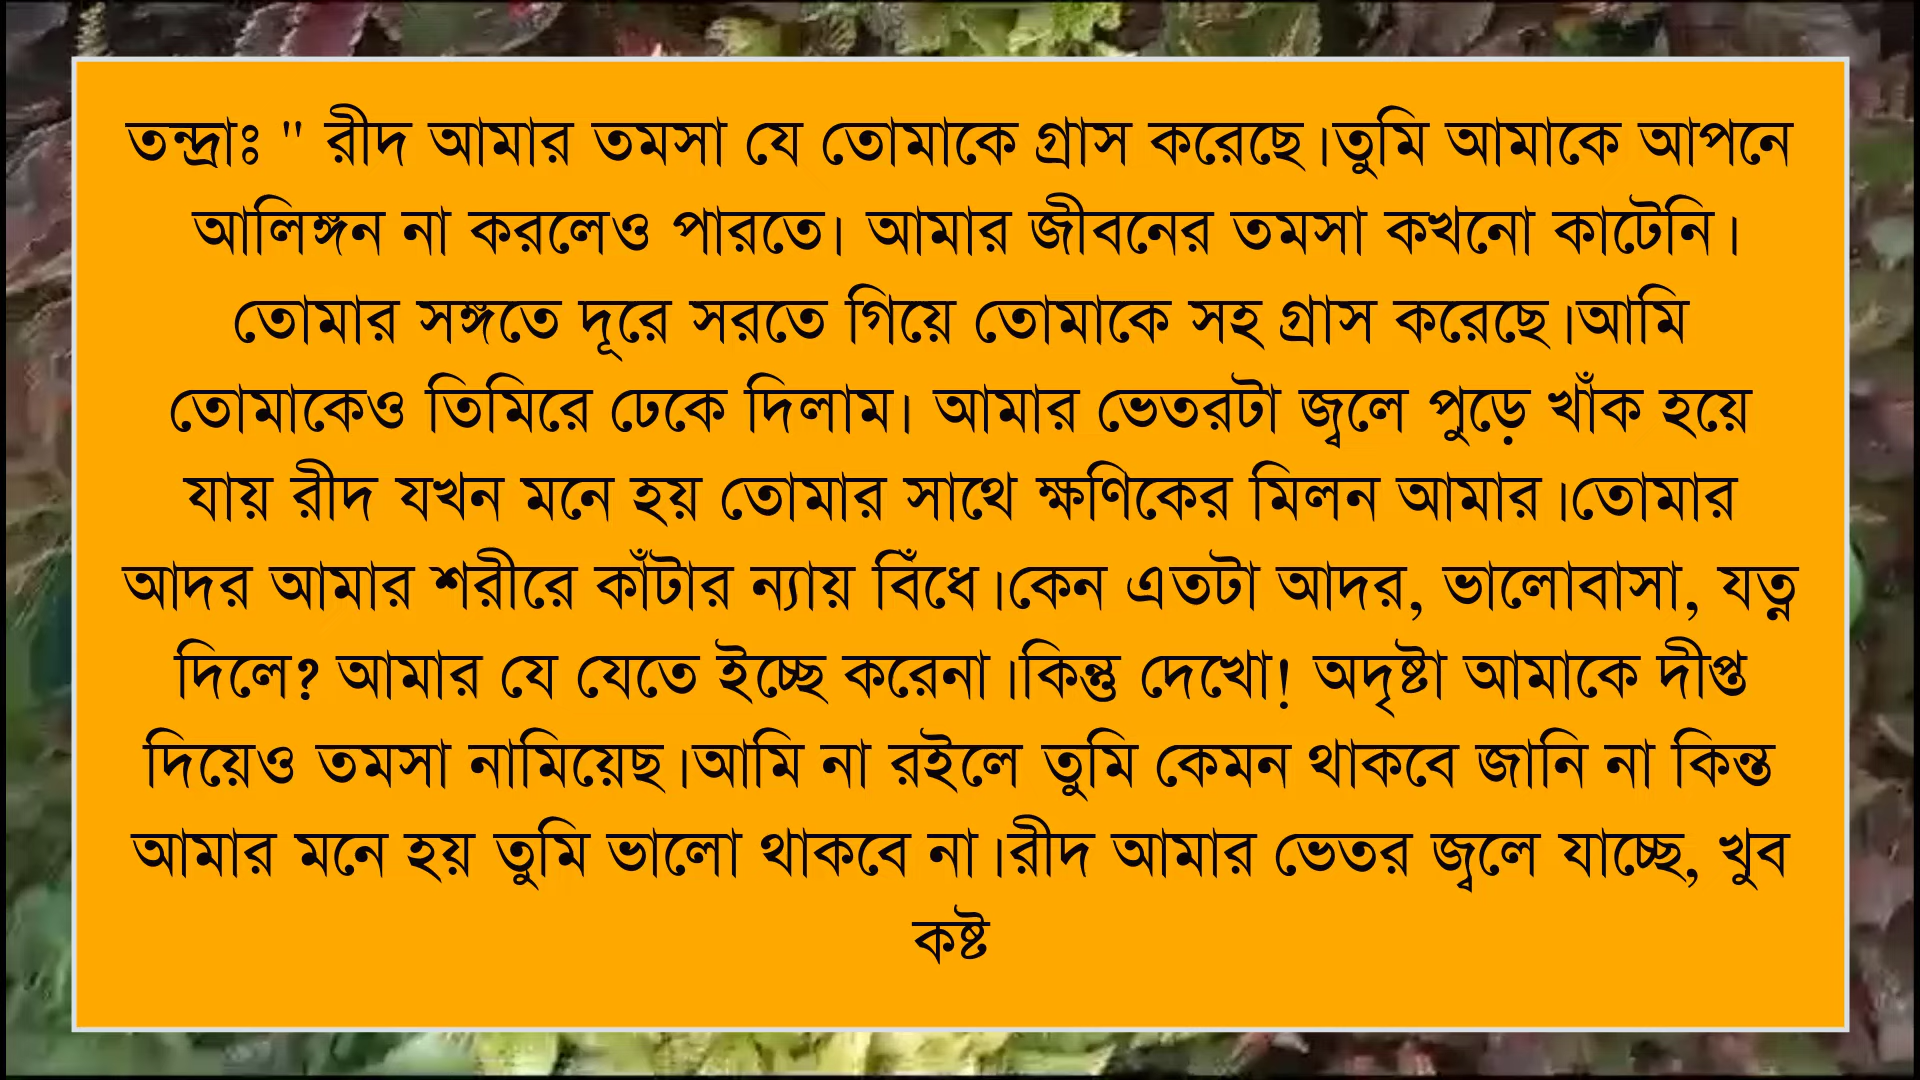 তন্দ্রাঃ " রীদ আমার তমসা যে তোমাকে গ্রাস করেছে।তুমি আমাকে আপনে
আলিঙ্গন না করলেও পারতে। আমার জীবনের তমসা কখনো কাটেনি।
তোমার সঙ্গতে দূরে সরতে গিয়ে তোমাকে সহ গ্রাস করেছে।আমি
তোমাকেও তিমিরে ঢেকে দিলাম। আমার ভেতরটা জ্বলে পুড়ে খাঁক হয়ে
যায় রীদ যখন মনে হয় তোমার সাথে ক্ষণিকের মিলন আমার।তোমার
আদর আমার শরীরে কাঁটার ন্যায় বিঁধে।কেন এতটা আদর, ভালোবাসা, যত্ন
দিলে? আমার যে যেতে ইচ্ছে করেনা।কিন্তু দেখো! অদৃষ্টা আমাকে দীপ্ত
দিয়েও তমসা নামিয়েছ।আমি না রইলে তুমি কেমন থাকবে জানি না কিন্ত
আমার মনে হয় তুমি ভালো থাকবে না।রীদ আমার ভেতর জ্বলে যাচ্ছে, খুব
কষ্ট